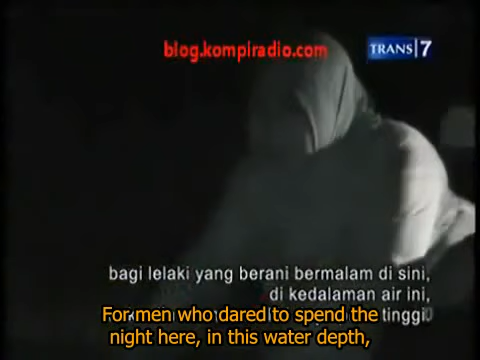 blog.kompiradio.com
TRANS|7
bagi lelaki yang berani bermalam di sini,
di kedalaman air ini,
tinggi.
For men who dared to spend the
night here, in this water depth,